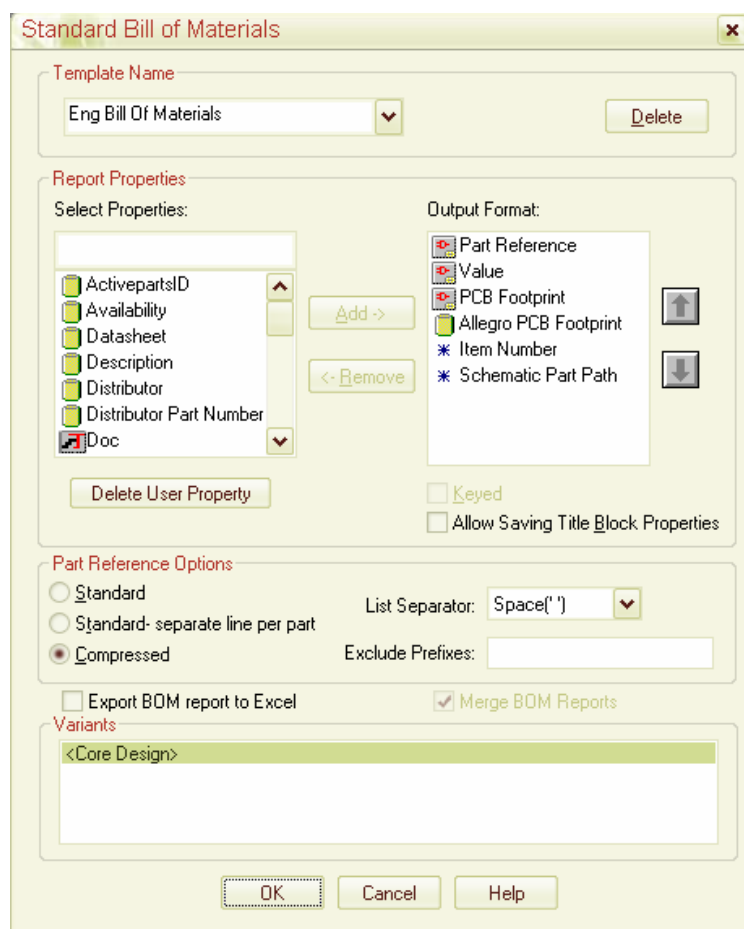 Standard Bill of Materials
Template Name
Eng Bill Of Materials
Delete
Report Properties
Select Properties:
Output Format:
ActivepartsID
Availability
Datasheet
Description
Distributor
Distributor Part Number
Doc
Add ->
<- Remove
Part Reference
Value
PCB Footprint
Allegro PCB Footprint
Item Number
Schematic Part Path
Delete User Property
Keyed
Allow Saving Title Block Properties
Part Reference Options
Standard
Standard- separate line per part
Compressed
List Separator: Space(' ')
Exclude Prefixes:
Export BOM report to Excel
Merge BOM Reports
Variants
<Core Design>
OK Cancel Help